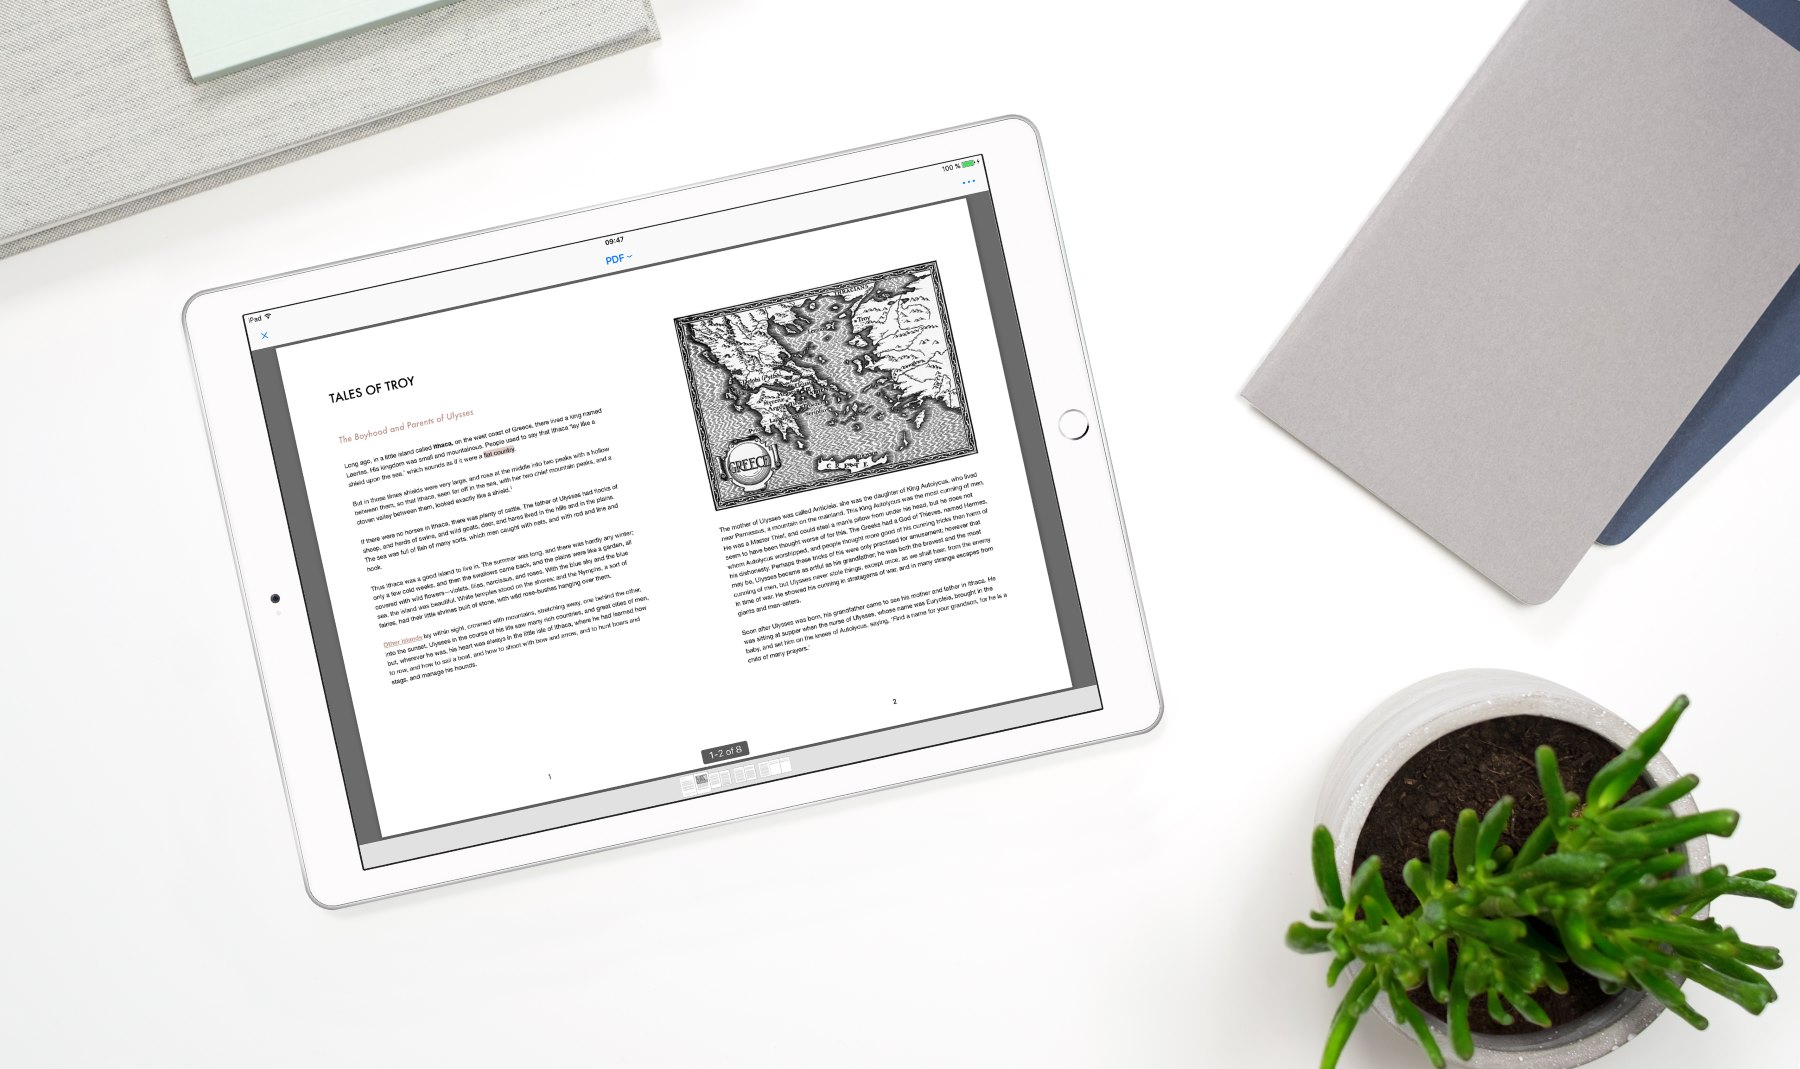 iPad
09:47
100 %
PDF
TALES OF TROY
The Boyhood and Parents of Ulysses
Long ago, in a little island called Ithaca, on the west coast of Greece, there lived a king named
Laertes. His kingdom was small and mountainous. People used to say that Ithaca "lay like a
shield upon the sea," which sounds as if it were a flat country.
But in those times shields were very large, and rose at the middle into two peaks with a hollow
between them, so that Ithaca, seen far off in the sea, with her two chief mountain peaks, and a
cloven valley between them, looked exactly like a shield.
If there were no horses in Ithaca, there was plenty of cattle. The father of Ulysses had flocks of
sheep, and herds of swine, and wild goats, deer, and hares lived in the hills and in the plains.
The sea was full of fish of many sorts, which men caught with nets, and with rod and line and
hook.
Thus Ithaca was a good island to live in. The summer was long, and there was hardly any winter;
only a few cold weeks, and then the swallows came back, and the plains were like a garden, all
covered with wild flowers—violets, lilies, narcissus, and roses. With the blue sky and the blue
sea, the island was beautiful. White temples stood on the shores; and the Nymphs, a sort of
fairies, had their little shrines built of stone, with wild rose-bushes hanging over them.
Other islands lay within sight, crowned with mountains, stretching away, one behind the other,
into the sunset. Ulysses in the course of his life saw many rich countries, and great cities of men,
but, wherever he was, his heart was always in the little isle of Ithaca, where he had learned how
to row, and how to sail a boat, and how to shoot with bow and arrow, and to hunt boars and
stags, and manage his hounds.
1
THRACIANS
Troy
GREECE
CRETE
The mother of Ulysses was called Anticleia: she was the daughter of King Autolycus, who lived
near Parnassus, a mountain on the mainland. This King Autolycus was the most cunning of men.
He was a Master Thief, and could steal a man's pillow from under his head, but he does not
seem to have been thought worse of for this. The Greeks had a God of Thieves, named Hermes,
whom Autolycus worshipped, and people thought more good of his cunning tricks than harm of
his dishonesty. Perhaps these tricks of his were only practised for amusement; however that
may be, Ulysses became as artful as his grandfather; he was both the bravest and the most
cunning of men, but Ulysses never stole things, except once, as we shall hear, from the enemy
in time of war. He showed his cunning in stratagems of war, and in many strange escapes from
giants and man-eaters.
Soon after Ulysses was born, his grandfather came to see his mother and father in Ithaca. He
was sitting at supper when the nurse of Ulysses, whose name was Eurycleia, brought in the
baby, and set him on the knees of Autolycus, saying, 'Find a name for your grandson, for he is a
child of many prayers.'
2
1–2 of 8